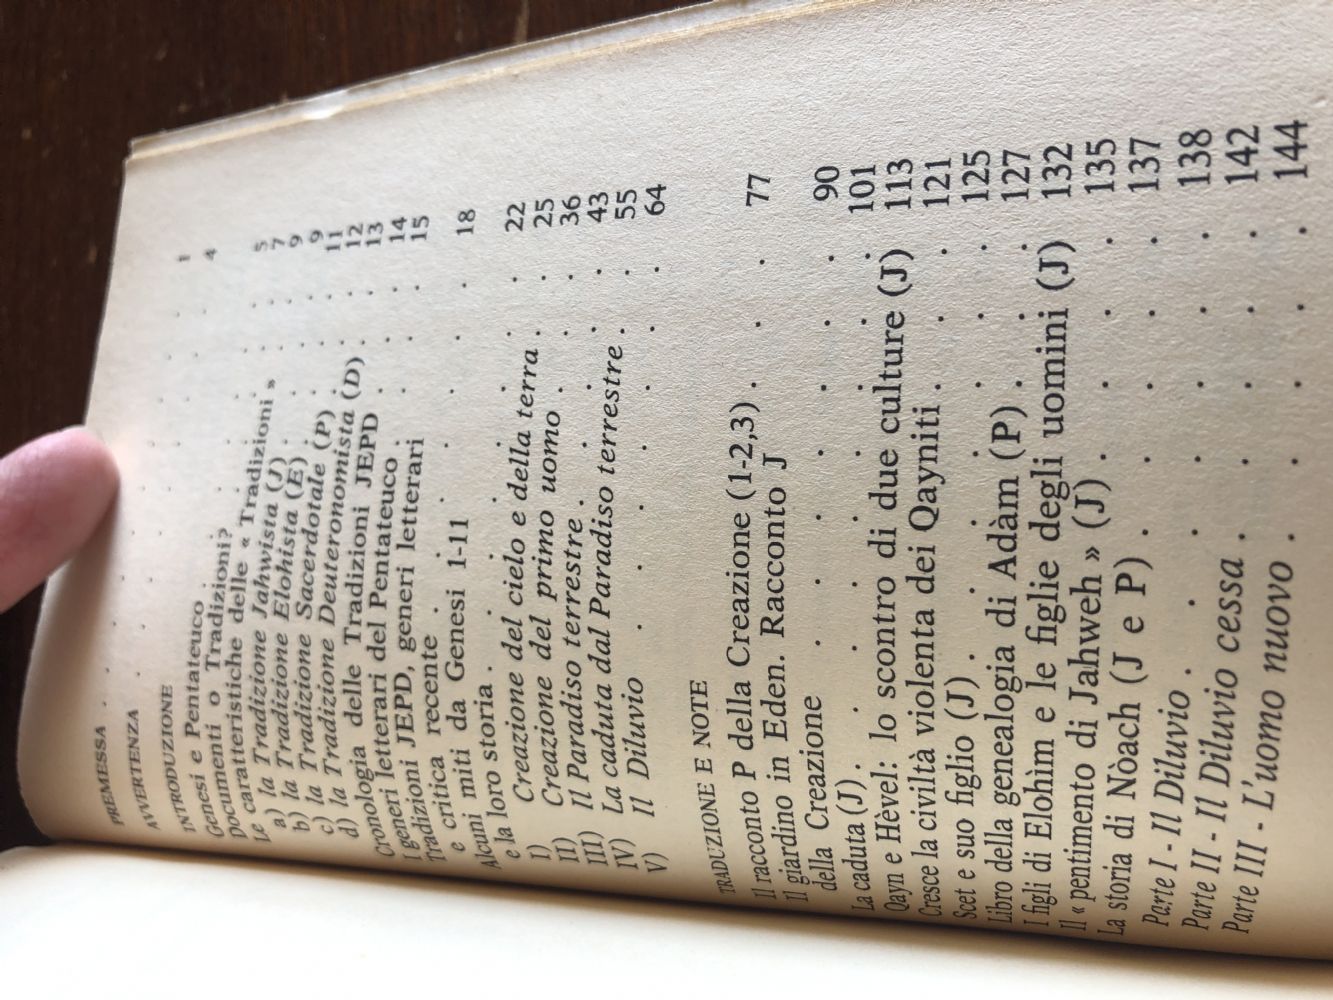 PREMESSA . . . . . 1
AVVERTENZA . . . . . 4
INTRODUZIONE
Genesi e Pentateuco . . . . 5
Documenti o Tradizioni? . . . . 7
Le caratteristiche delle « Tradizioni » . 9
a) la Tradizione Jahwista (J) . . . 9
b) la Tradizione Elohista (E) . . . 11
c) la Tradizione Sacerdotale (P) . . 12
d) la Tradizione Deuteronomista (D) . 13
Cronologia delle Tradizioni JEPD . . 14
I generi letterari del Pentateuco . . 15
Tradizioni JEPD, generi letterari
e critica recente . . . . 18
Alcuni miti da Genesi 1-11
e la loro storia . . . . . 22
I) Creazione del cielo e della terra . 25
II) Creazione del primo uomo . . 36
III) Il Paradiso terrestre . . . . 43
IV) La caduta dal Paradiso terrestre . 55
V) Il Diluvio . . . . . 64
TRADUZIONE E NOTE
Il racconto P della Creazione (1-2,3) . . . 77
Il giardino in Eden. Racconto J
della Creazione . . . . . . 90
La caduta (J) . . . . . . 101
Qayn e Hèvel: lo scontro di due culture (J) 113
Cresce la civiltà violenta dei Qayniti . . . 121
Scet e suo figlio (J) . . . . . 125
Libro della genealogia di Adàm (P) . . . 127
I figli di Elohìm e le figlie degli uomini (J) 132
Il « pentimento di Jahweh » (J) . . . . 135
La storia di Nòach (J e P) . . . . 137
Parte I - Il Diluvio . . . . . 138
Parte II - Il Diluvio cessa . . . . 142
Parte III - L'uomo nuovo . . . . 144